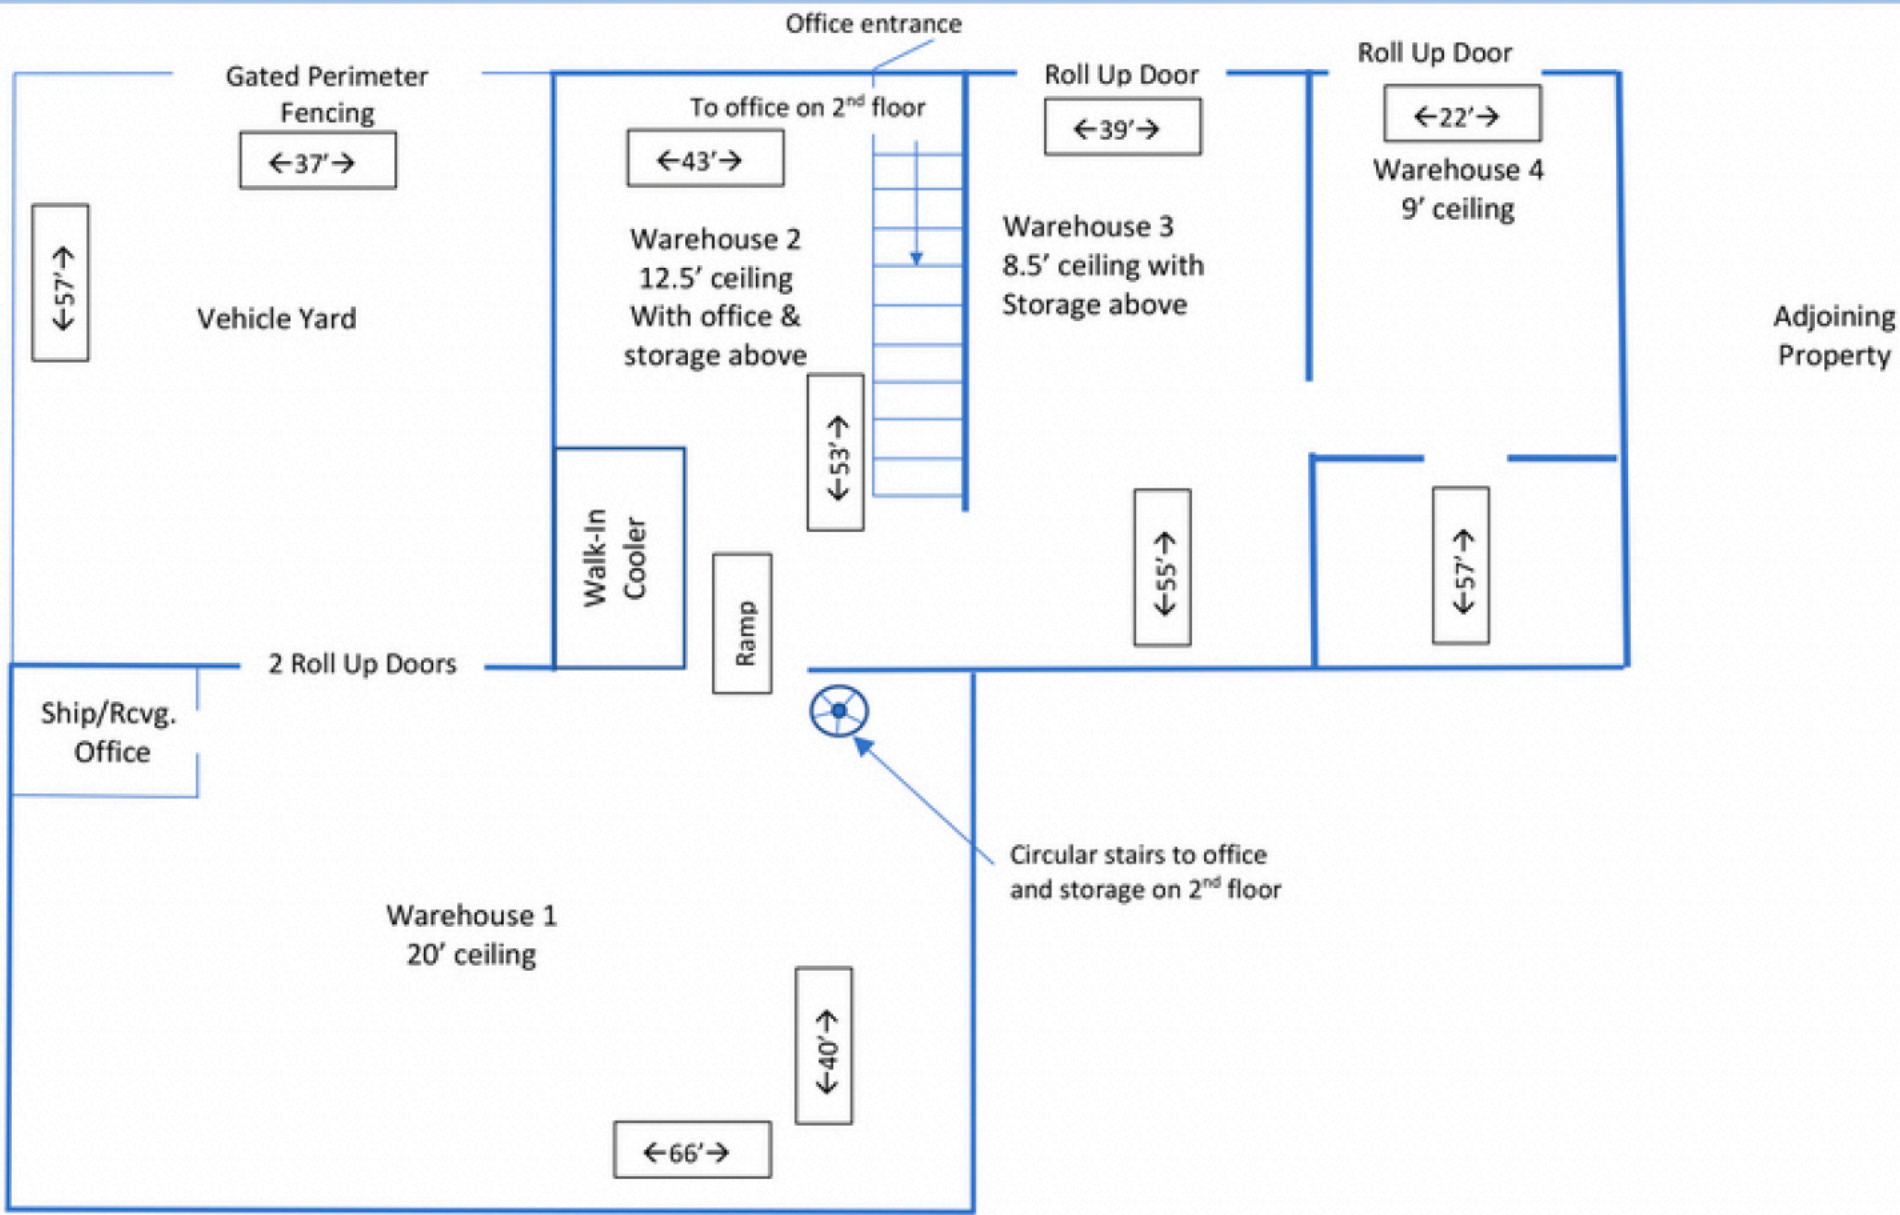 Office entrance
Gated Perimeter
Fencing
←37’→
←57’→
Vehicle Yard
To office on 2nd floor
←43’→
Warehouse 2
12.5’ ceiling
With office &
storage above
←53’→
Walk-In
Cooler
Ramp
Roll Up Door
←39’→
Warehouse 3
8.5’ ceiling with
Storage above
←55’→
Roll Up Door
←22’→
Warehouse 4
9’ ceiling
←57’→
Adjoining
Property
2 Roll Up Doors
Ship/Rcvg.
Office
Circular stairs to office
and storage on 2nd floor
Warehouse 1
20’ ceiling
←40’→
←66’→